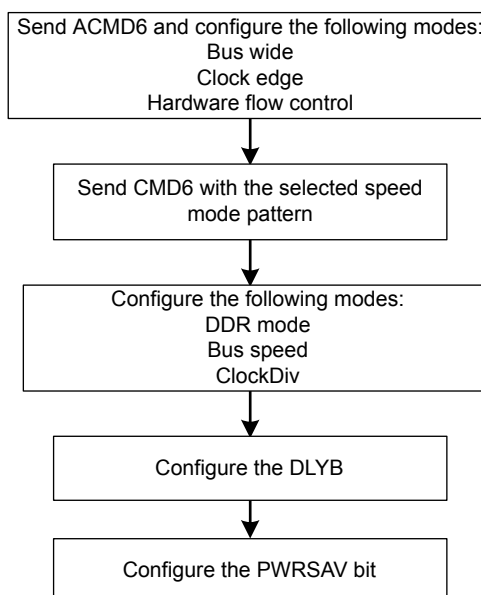 Send ACMD6 and configure the following modes:
Bus wide
Clock edge
Hardware flow control
Send CMD6 with the selected speed
mode pattern
Configure the following modes:
DDR mode
Bus speed
ClockDiv
Configure the DLYB
Configure the PWRSAV bit